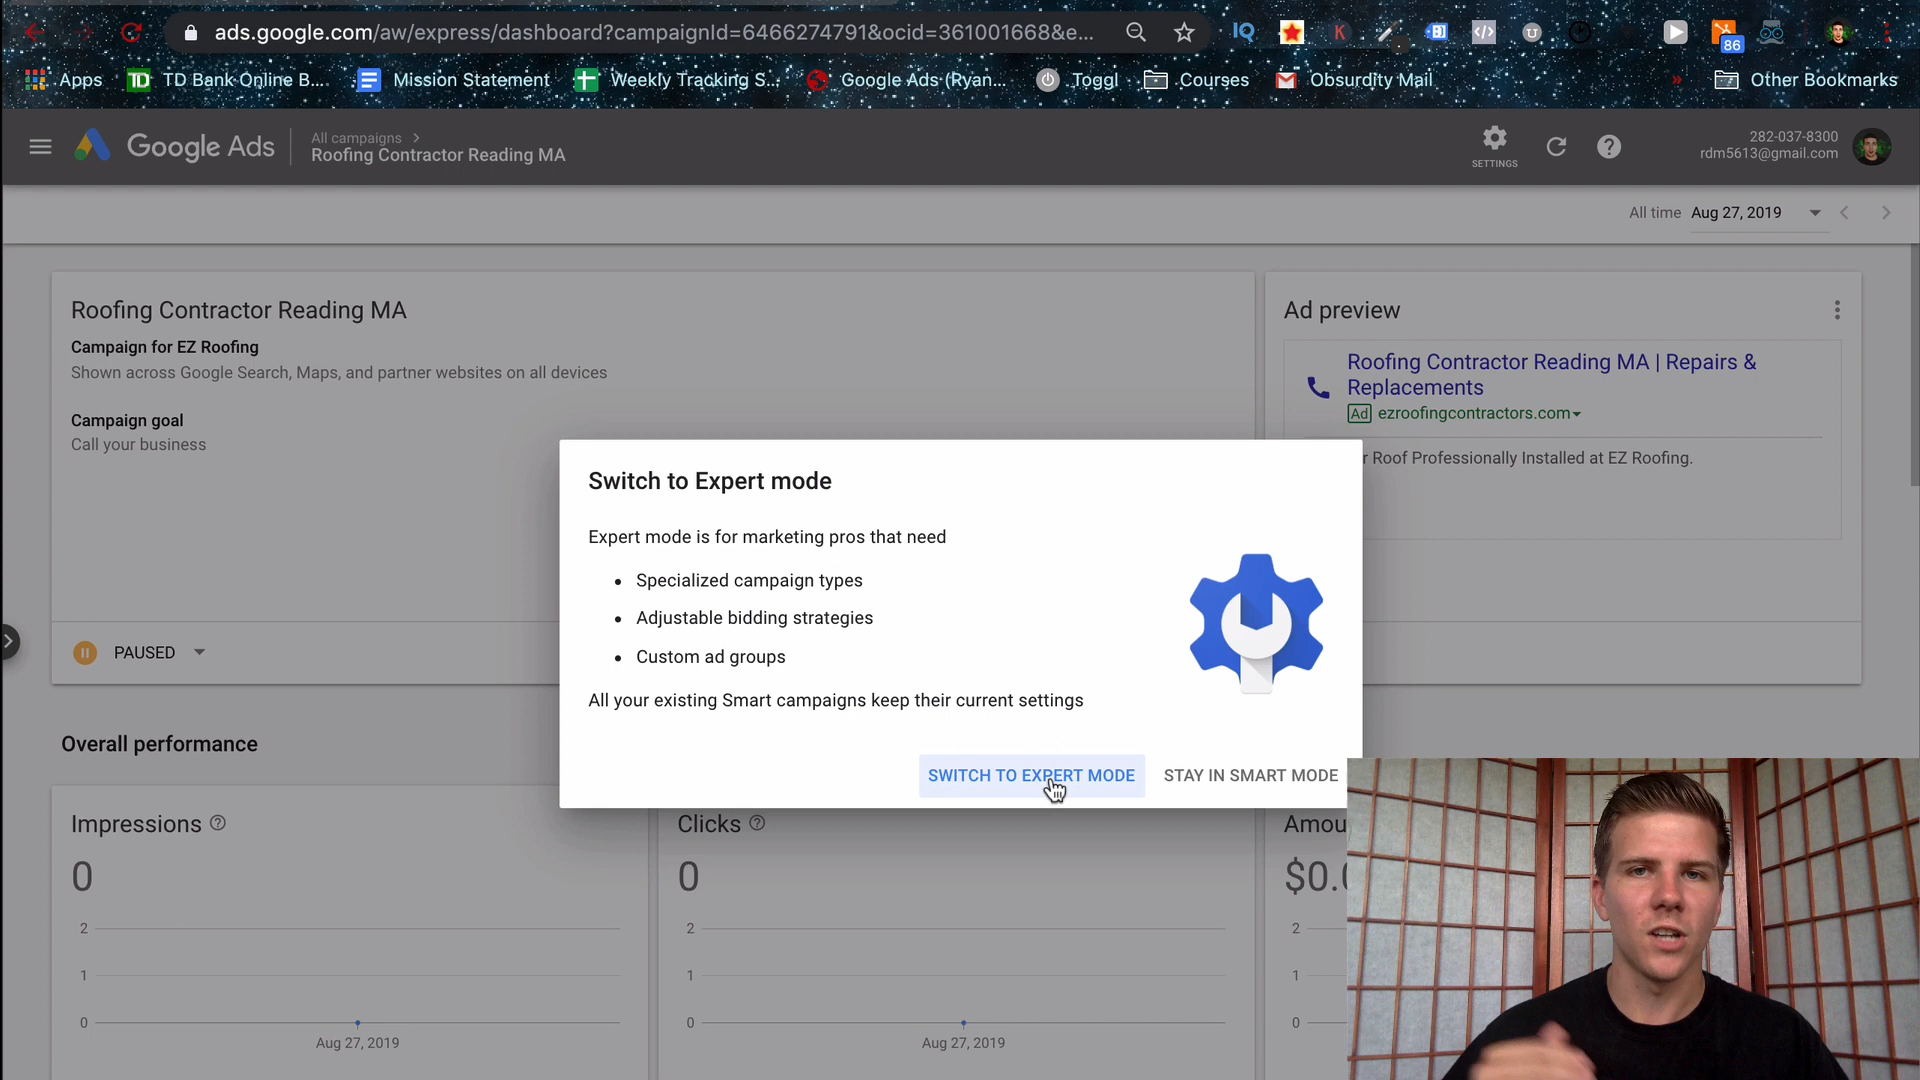 ads.google.com/aw/express/dashboard?campaignId=6466274791&ocid=361001668&e...
IQ
K
</>
U
86
Apps
TD Bank Online B...
Mission Statement
Weekly Tracking S...
Google Ads (Ryan...
Toggl
Courses
Obsurdity Mail
»
Other Bookmarks
Google Ads
All campaigns >
Roofing Contractor Reading MA
SETTINGS
282-037-8300
rdm5613@gmail.com
All time Aug 27, 2019
Roofing Contractor Reading MA
Campaign for EZ Roofing
Shown across Google Search, Maps, and partner websites on all devices
Campaign goal
Call your business
PAUSED
Ad preview
Roofing Contractor Reading MA | Repairs &
Replacements
Ad ezroofingcontractors.com
r Roof Professionally Installed at EZ Roofing.
Switch to Expert mode
Expert mode is for marketing pros that need
• Specialized campaign types
• Adjustable bidding strategies
• Custom ad groups
All your existing Smart campaigns keep their current settings
SWITCH TO EXPERT MODE
STAY IN SMART MODE
Overall performance
Impressions
0
2
1
0
Aug 27, 2019
Clicks
0
2
1
0
Aug 27, 2019
Amou
$0.0
2
1
0